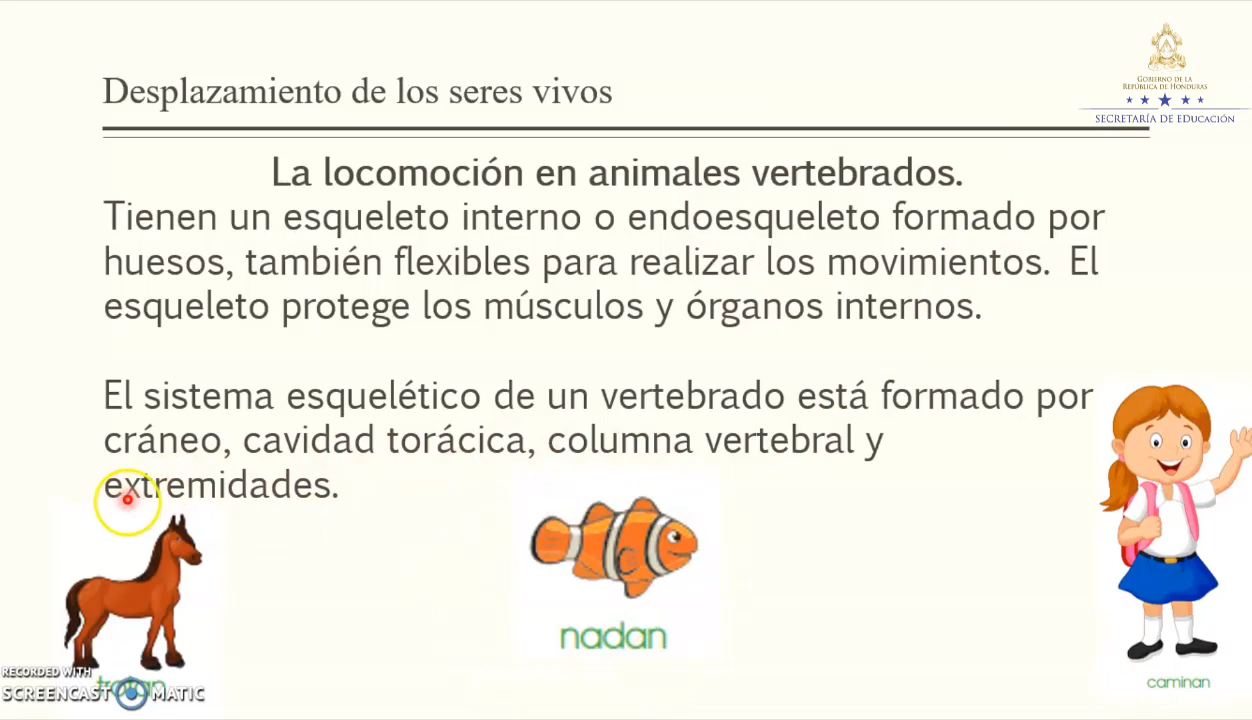 GOBIERNO DE LA
REPÚBLICA DE HONDURAS
SECRETARÍA DE EDUCACIÓN
Desplazamiento de los seres vivos
La locomoción en animales vertebrados.
Tienen un esqueleto interno o endoesqueleto formado por
huesos, también flexibles para realizar los movimientos. El
esqueleto protege los músculos y órganos internos.
El sistema esquelético de un vertebrado está formado por
cráneo, cavidad torácica, columna vertebral y
extremidades.
nadan
caminan
RECORDED WITH
SCREENCAST MATIC